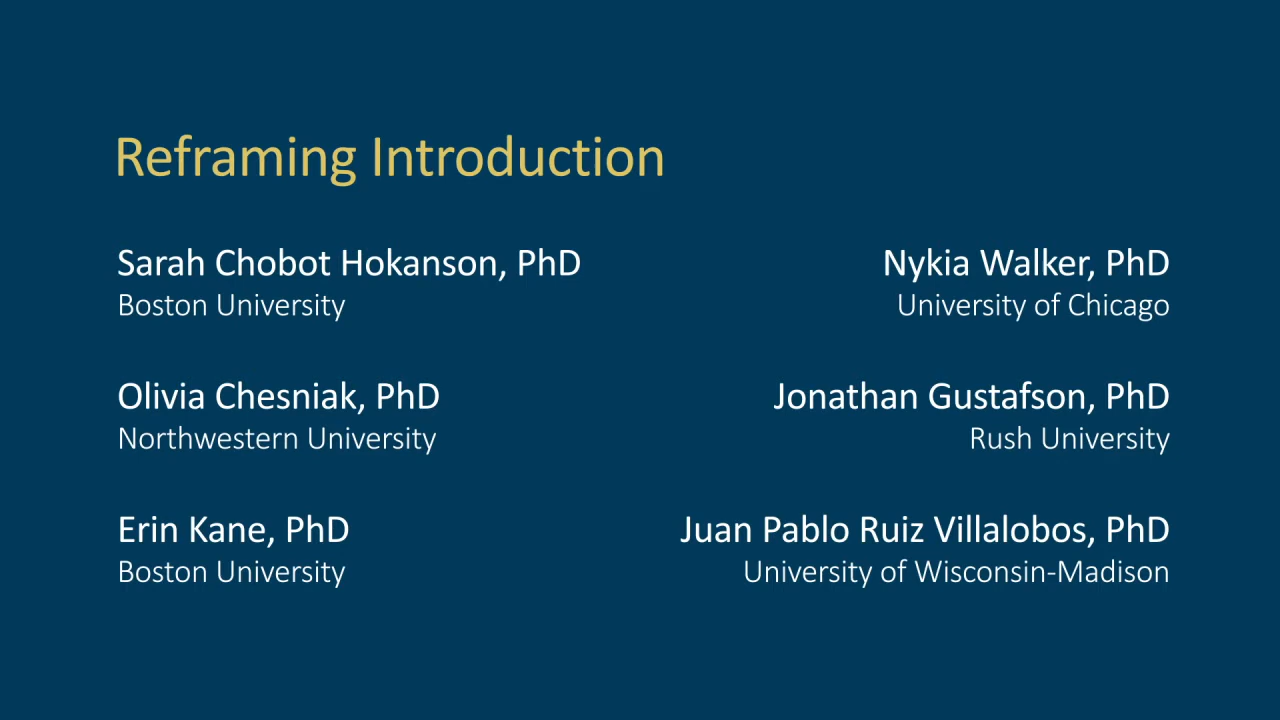 Reframing Introduction
Sarah Chobot Hokanson, PhD
Boston University
Nykia Walker, PhD
University of Chicago
Olivia Chesniak, PhD
Northwestern University
Jonathan Gustafson, PhD
Rush University
Erin Kane, PhD
Boston University
Juan Pablo Ruiz Villalobos, PhD
University of Wisconsin-Madison